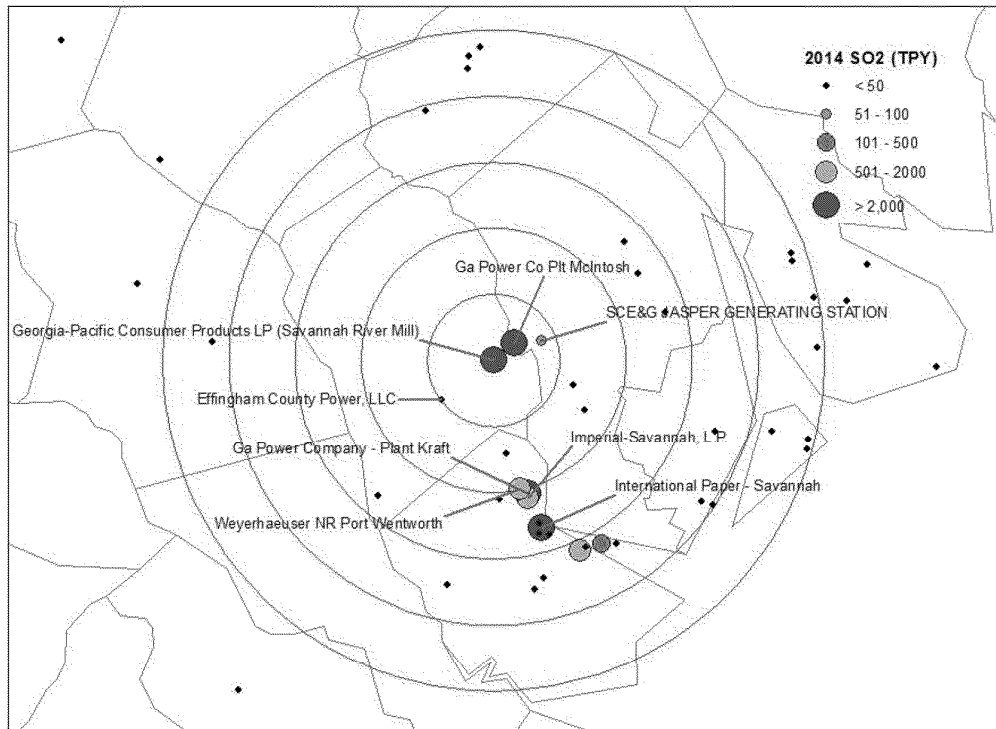 2014 SO2 (TPY)
< 50
51 - 100
101 - 500
501 - 2000
> 2,000
Ga Power Co Plt McIntosh
SCE&G JASPER GENERATING STATION
Georgia-Pacific Consumer Products LP (Savannah River Mill)
Effingham County Power, LLC
Imperial-Savannah, L.P.
Ga Power Company - Plant Kraft
International Paper - Savannah
Weyerhaeuser NR Port Wentworth